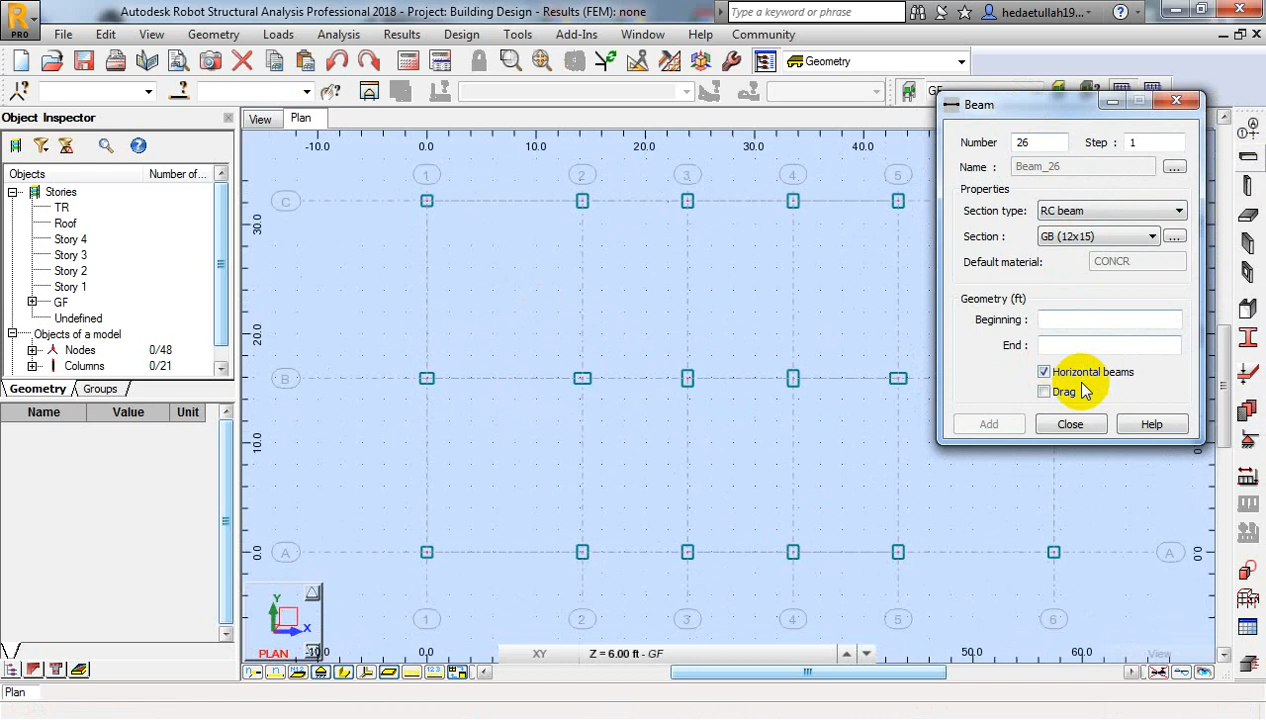 Autodesk Robot Structural Analysis Professional 2018 - Project: Building Design - Results (FEM): none
Type a keyword or phrase
hedaetullah19...
PRO
File Edit View Geometry Loads Analysis Results Design Tools Add-Ins Window Help Community
Geometry
Object Inspector
Objects Number of...
Stories
TR
Roof
Story 4
Story 3
Story 2
Story 1
GF
Undefined
Objects of a model
Nodes 0/48
Columns 0/21
Geometry Groups
Name Value Unit
View Plan
-10.0 0.0 10.0 20.0 30.0 40.0
1 2 3 4 5
C
30.0
20.0
B
10.0
A 0.0 A 0.0
1 2 3 4 5 6
Y
X
PLAN
-10.0 0.0 XY Z = 6.00 ft - GF 50.0 60.0 View
Beam
Number 26 Step : 1
Name : Beam_26 ...
Properties
Section type: RC beam
Section : GB (12x15) ...
Default material: CONCR
Geometry (ft)
Beginning :
End :
Horizontal beams
Drag
Add Close Help
Plan